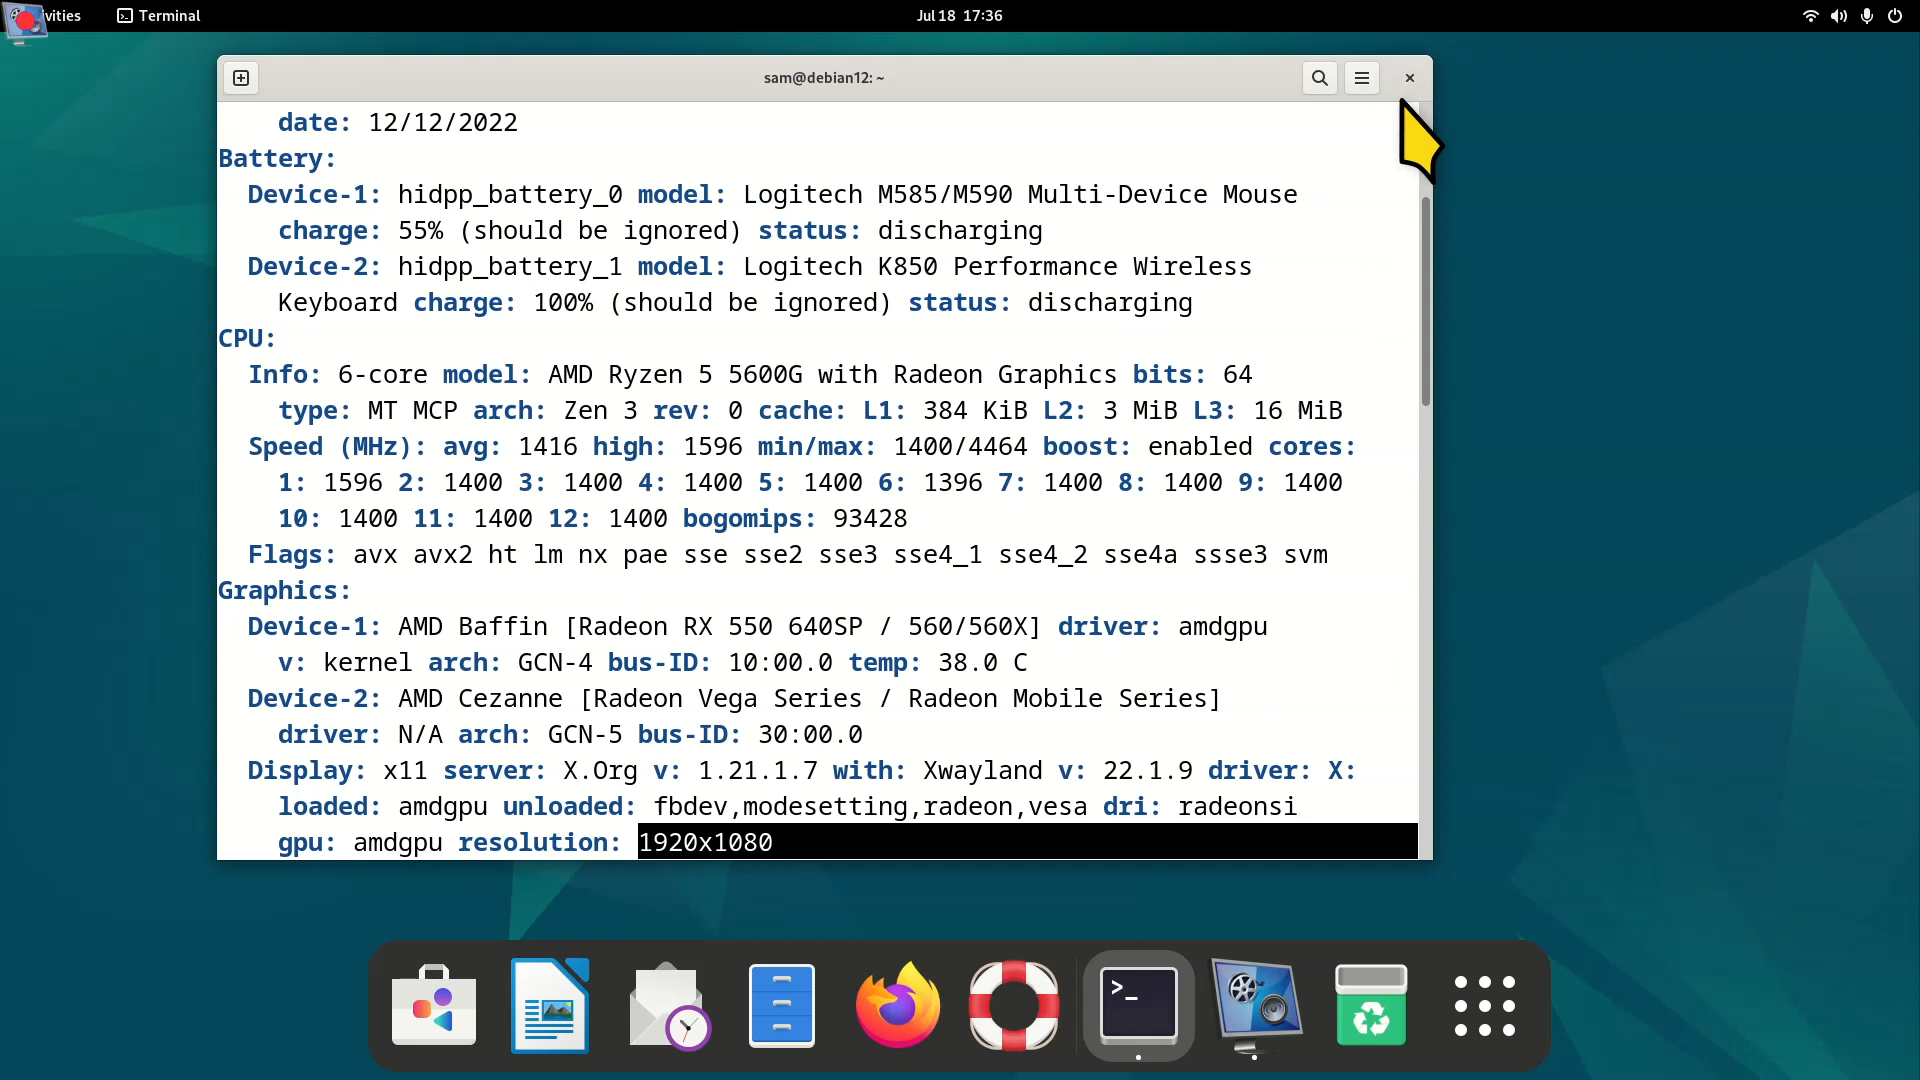 vities Terminal Jul 18 17:36
sam@debian12: ~
date: 12/12/2022
Battery:
Device-1: hidpp_battery_0 model: Logitech M585/M590 Multi-Device Mouse
charge: 55% (should be ignored) status: discharging
Device-2: hidpp_battery_1 model: Logitech K850 Performance Wireless
Keyboard charge: 100% (should be ignored) status: discharging
CPU:
Info: 6-core model: AMD Ryzen 5 5600G with Radeon Graphics bits: 64
type: MT MCP arch: Zen 3 rev: 0 cache: L1: 384 KiB L2: 3 MiB L3: 16 MiB
Speed (MHz): avg: 1416 high: 1596 min/max: 1400/4464 boost: enabled cores:
1: 1596 2: 1400 3: 1400 4: 1400 5: 1400 6: 1396 7: 1400 8: 1400 9: 1400
10: 1400 11: 1400 12: 1400 bogomips: 93428
Flags: avx avx2 ht lm nx pae sse sse2 sse3 sse4_1 sse4_2 sse4a ssse3 svm
Graphics:
Device-1: AMD Baffin [Radeon RX 550 640SP / 560/560X] driver: amdgpu
v: kernel arch: GCN-4 bus-ID: 10:00.0 temp: 38.0 C
Device-2: AMD Cezanne [Radeon Vega Series / Radeon Mobile Series]
driver: N/A arch: GCN-5 bus-ID: 30:00.0
Display: x11 server: X.Org v: 1.21.1.7 with: Xwayland v: 22.1.9 driver: X:
loaded: amdgpu unloaded: fbdev,modesetting,radeon,vesa dri: radeonsi
gpu: amdgpu resolution: 1920x1080
>_